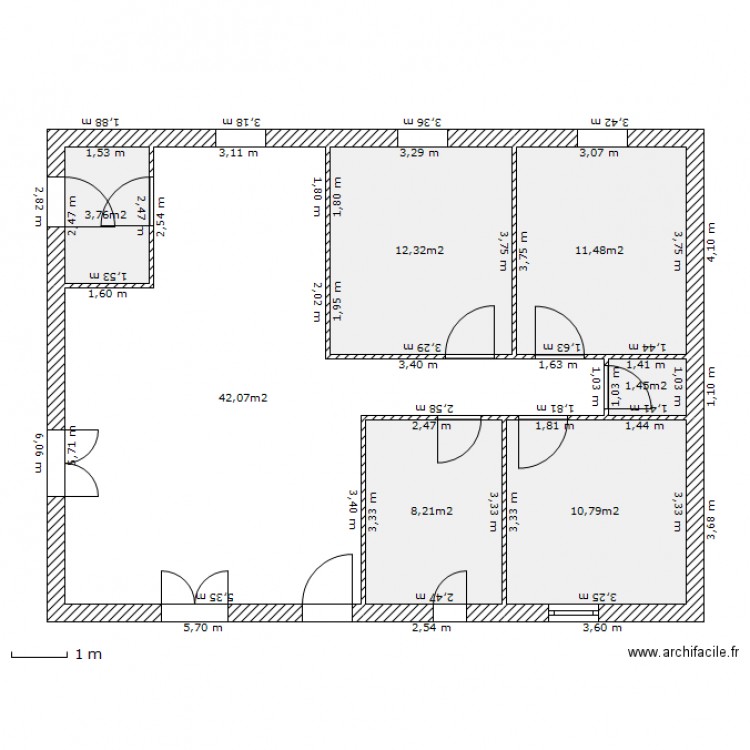 1,88 m
3,18 m
3,36 m
3,42 m
1,53 m
3,11 m
3,29 m
3,07 m
2,82 m
2,47 m
3,76m2
2,47 m
2,54 m
1,80 m
1,80 m
12,32m2
3,75 m
3,75 m
11,48m2
3,75 m
4,10 m
1,53 m
1,60 m
2,02 m
1,95 m
3,29 m
1,63 m
1,44 m
3,40 m
1,63 m
1,41 m
42,07m2
1,03 m
1,03 m
1,45m2
1,03 m
1,10 m
2,58 m
1,81 m
1,41 m
2,47 m
1,81 m
1,44 m
6,06 m
5,71 m
3,40 m
3,33 m
8,21m2
3,33 m
3,33 m
10,79m2
3,33 m
3,68 m
5,35 m
2,47 m
3,25 m
5,70 m
2,54 m
3,60 m
1 m
www.archifacile.fr